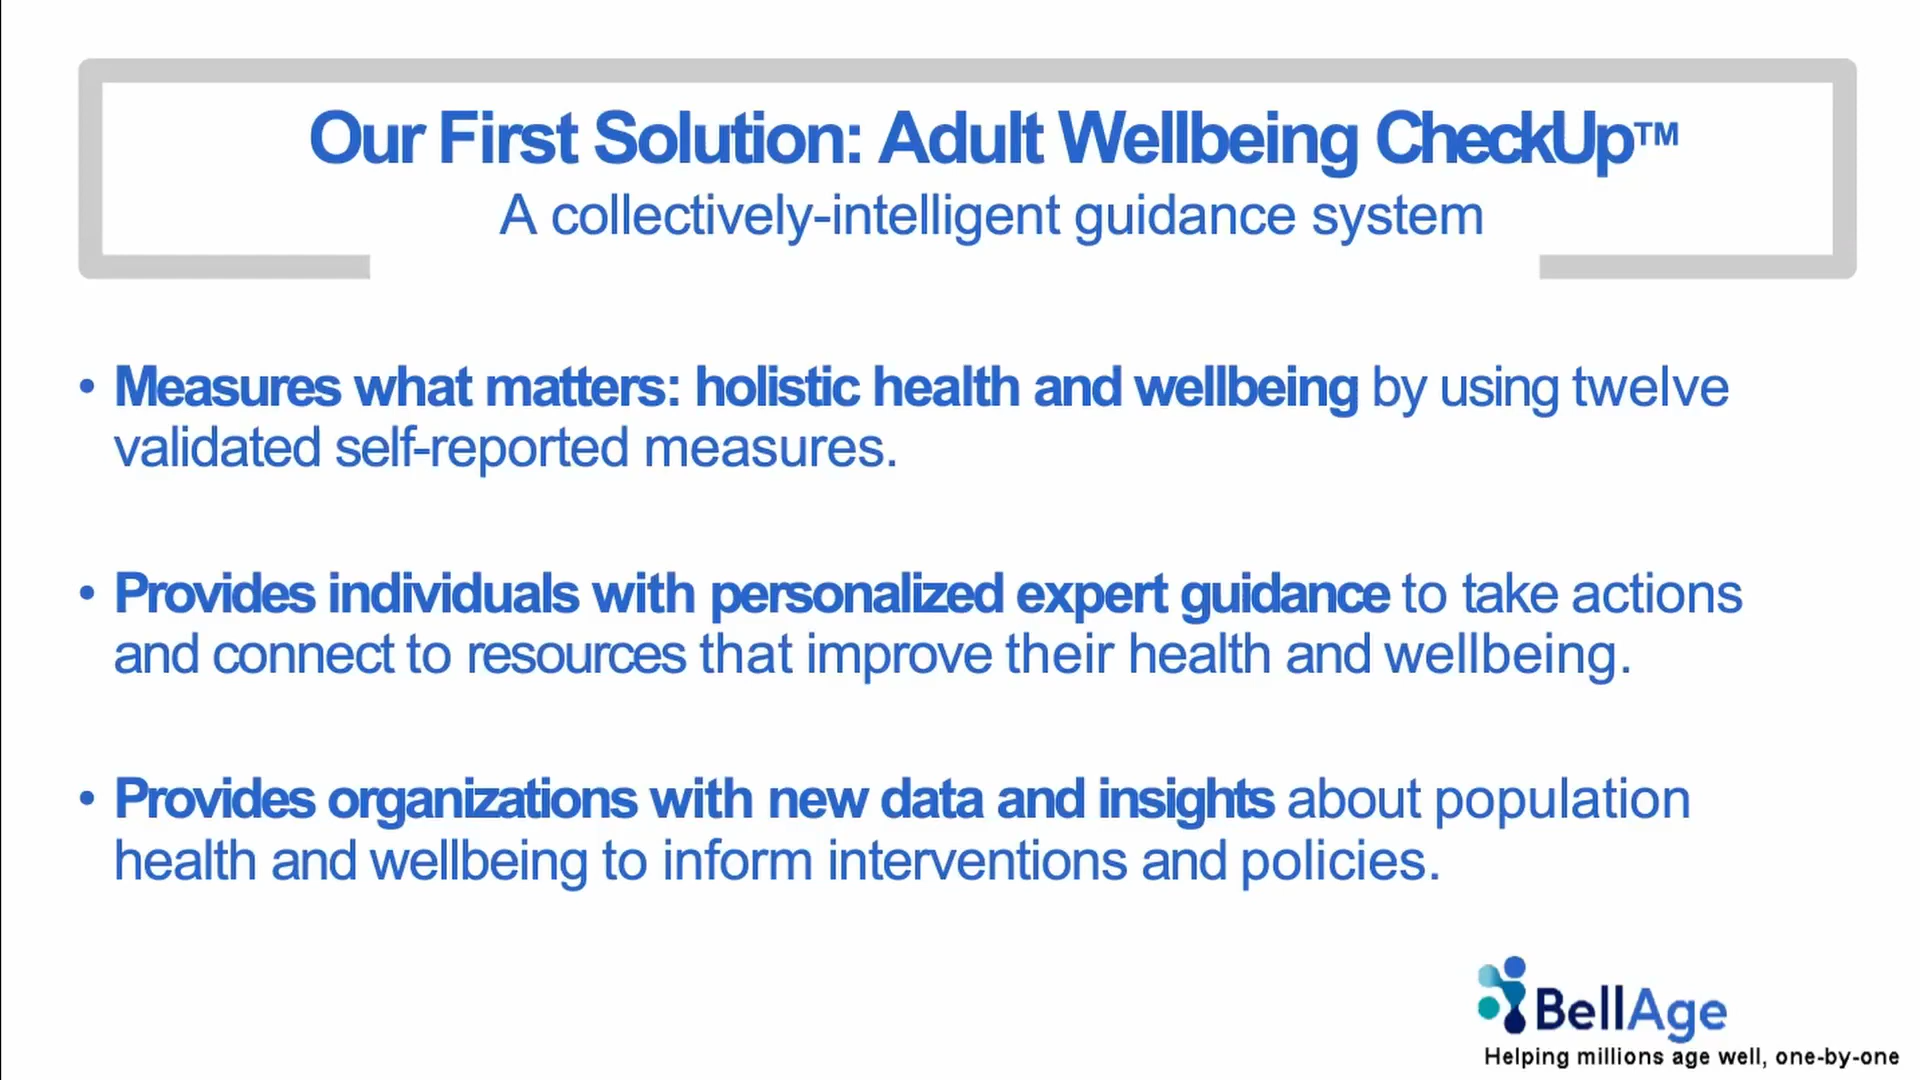 Our First Solution: Adult Wellbeing CheckUp™
A collectively-intelligent guidance system
• Measures what matters: holistic health and wellbeing by using twelve
validated self-reported measures.
• Provides individuals with personalized expert guidance to take actions
and connect to resources that improve their health and wellbeing.
• Provides organizations with new data and insights about population
health and wellbeing to inform interventions and policies.
BellAge
Helping millions age well, one-by-one